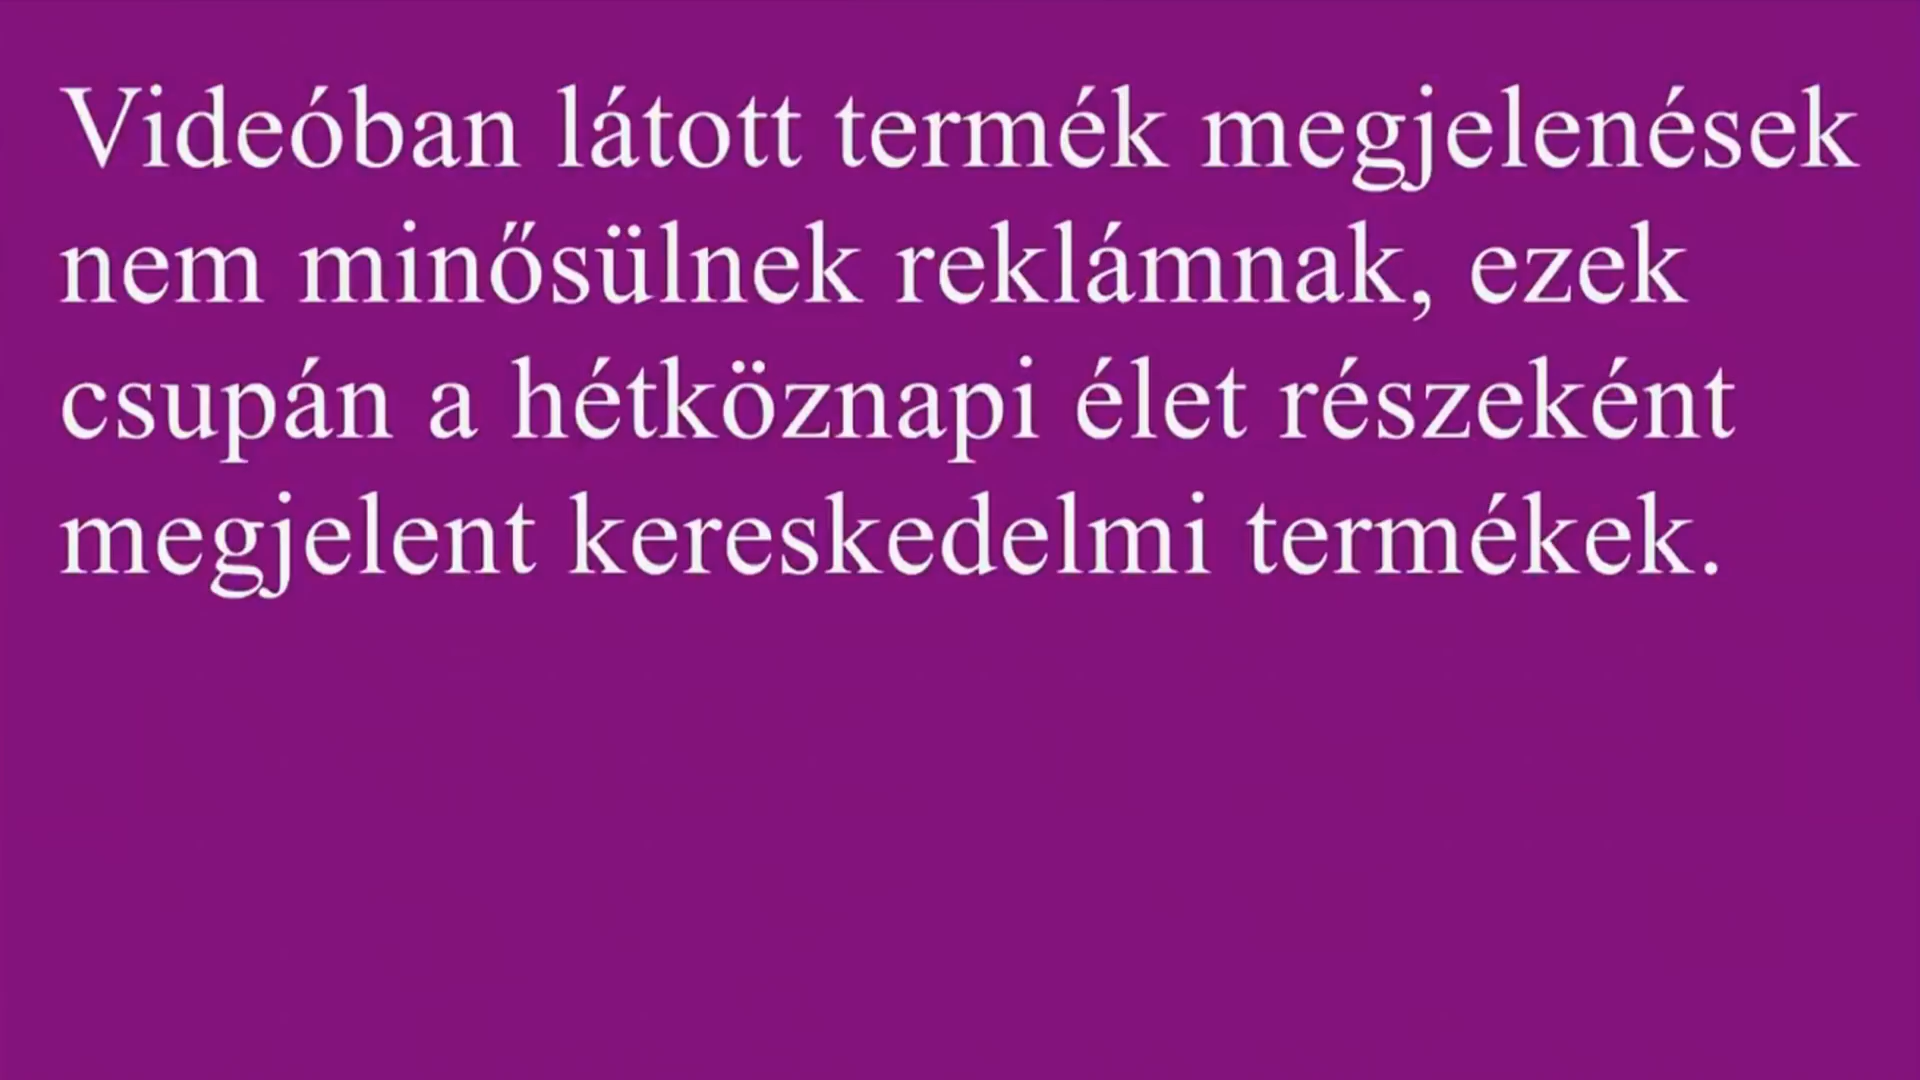 Videóban látott termék megjelenések
nem minősülnek reklámnak, ezek
csupán a hétköznapi élet részeként
megjelent kereskedelmi termékek.